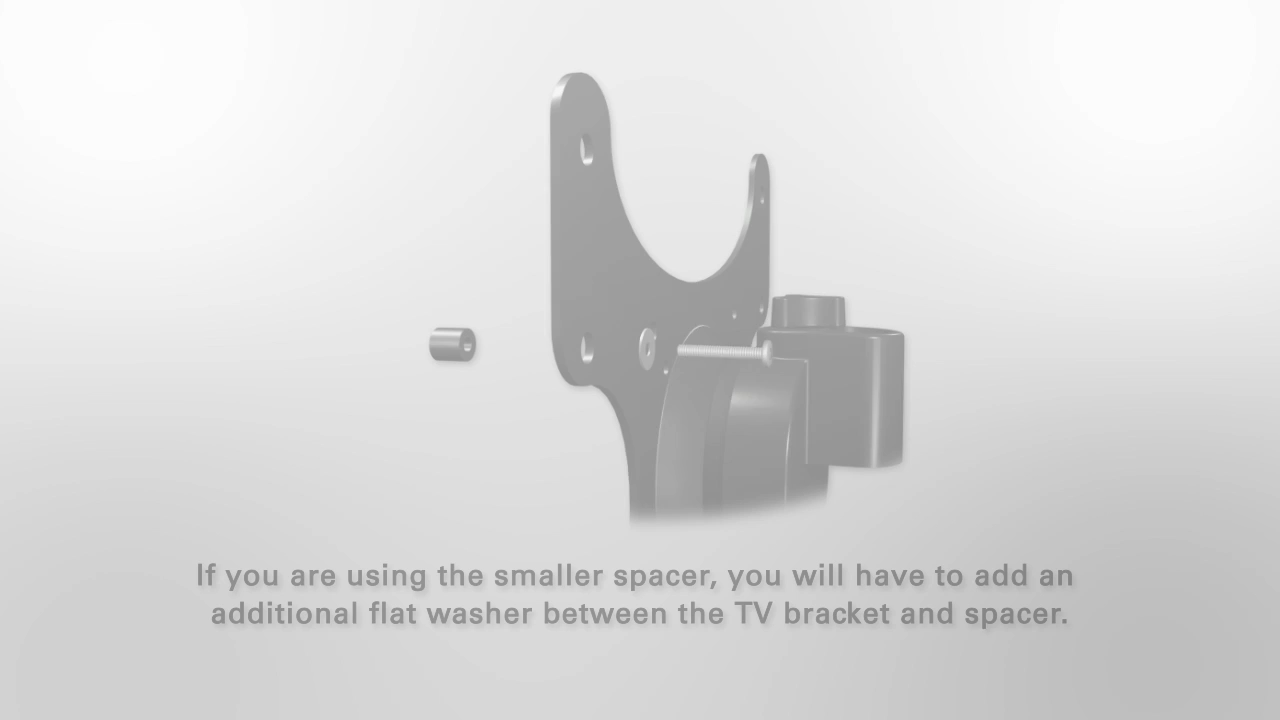 If you are using the smaller spacer, you will have to add an
additional flat washer between the TV bracket and spacer.